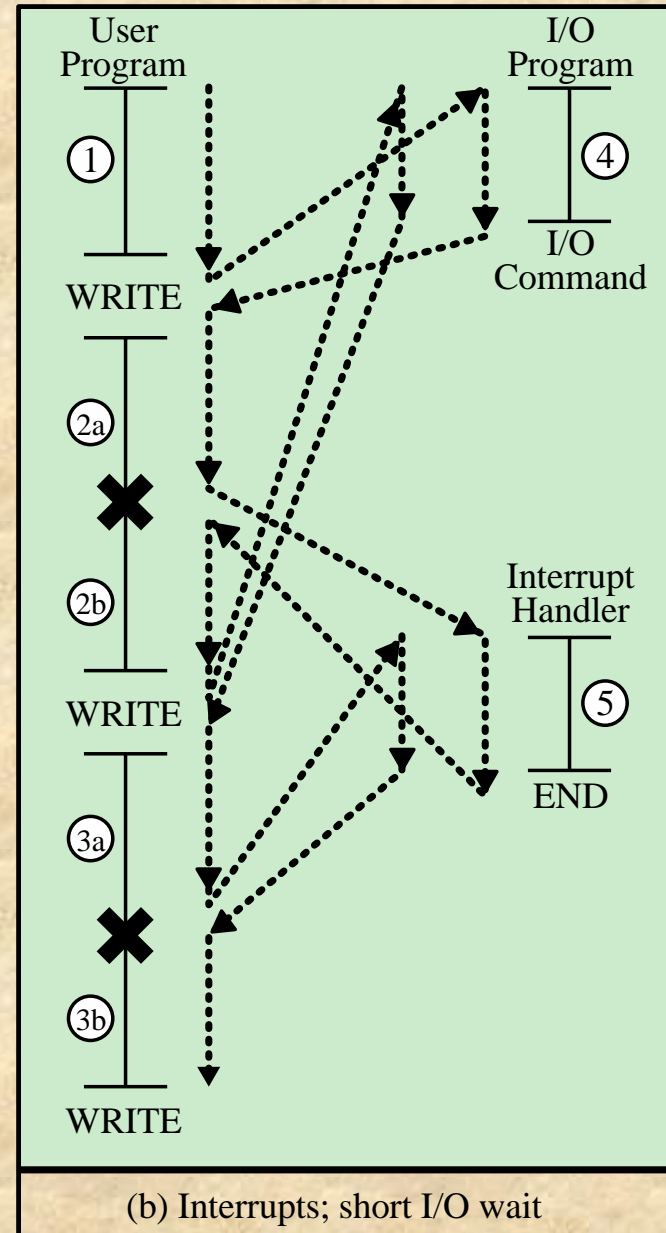 User
Program
1
WRITE
2a
2b
WRITE
3a
3b
WRITE
I/O
Program
4
I/O
Command
Interrupt
Handler
5
END
(b) Interrupts; short I/O wait